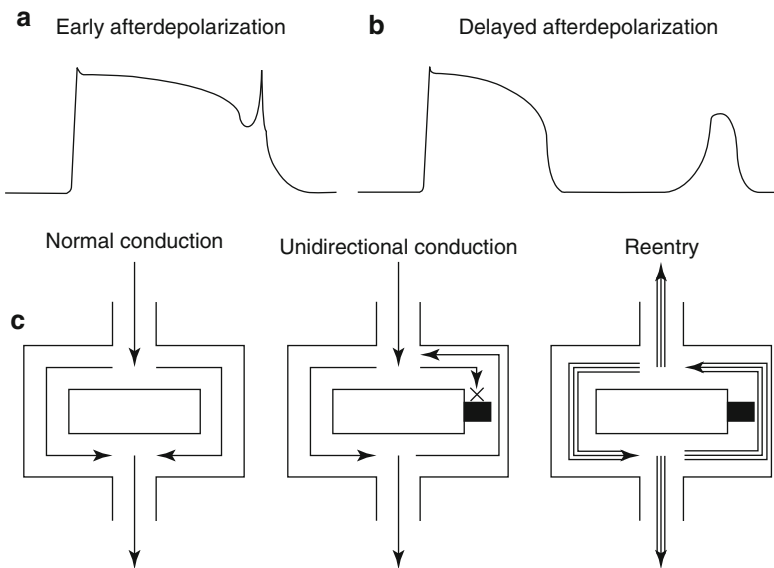 a
Early afterdepolarization
b
Delayed afterdepolarization
c
Normal conduction
Unidirectional conduction
Reentry